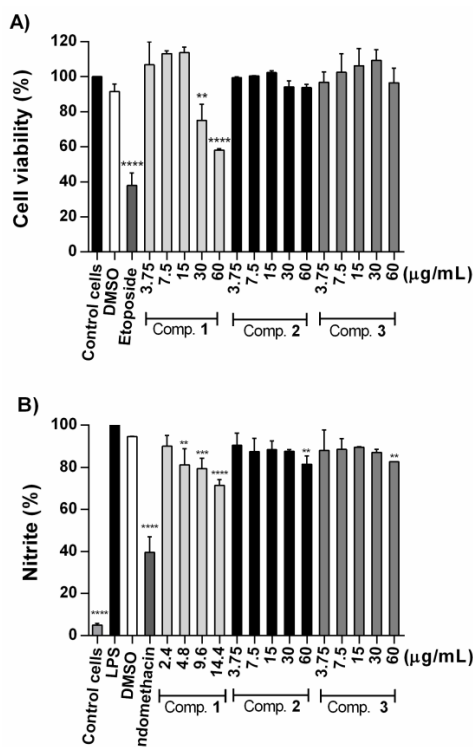 A)
Cell viability (%)
120
100
80
60
40
20
0
**
****
****
Control cells
DMSO
Etoposide
3.75
7.5
15
30
60
3.75
7.5
15
30
60
3.75
7.5
15
30
60
(µg/mL)
Comp. 1
Comp. 2
Comp. 3
B)
Nitrite (%)
100
80
60
40
20
0
****
****
**
***
****
**
**
Control cells
LPS
DMSO
ndomethacin
2.4
4.8
9.6
14.4
3.75
7.5
15
30
60
3.75
7.5
15
30
60
(µg/mL)
Comp. 1
Comp. 2
Comp. 3